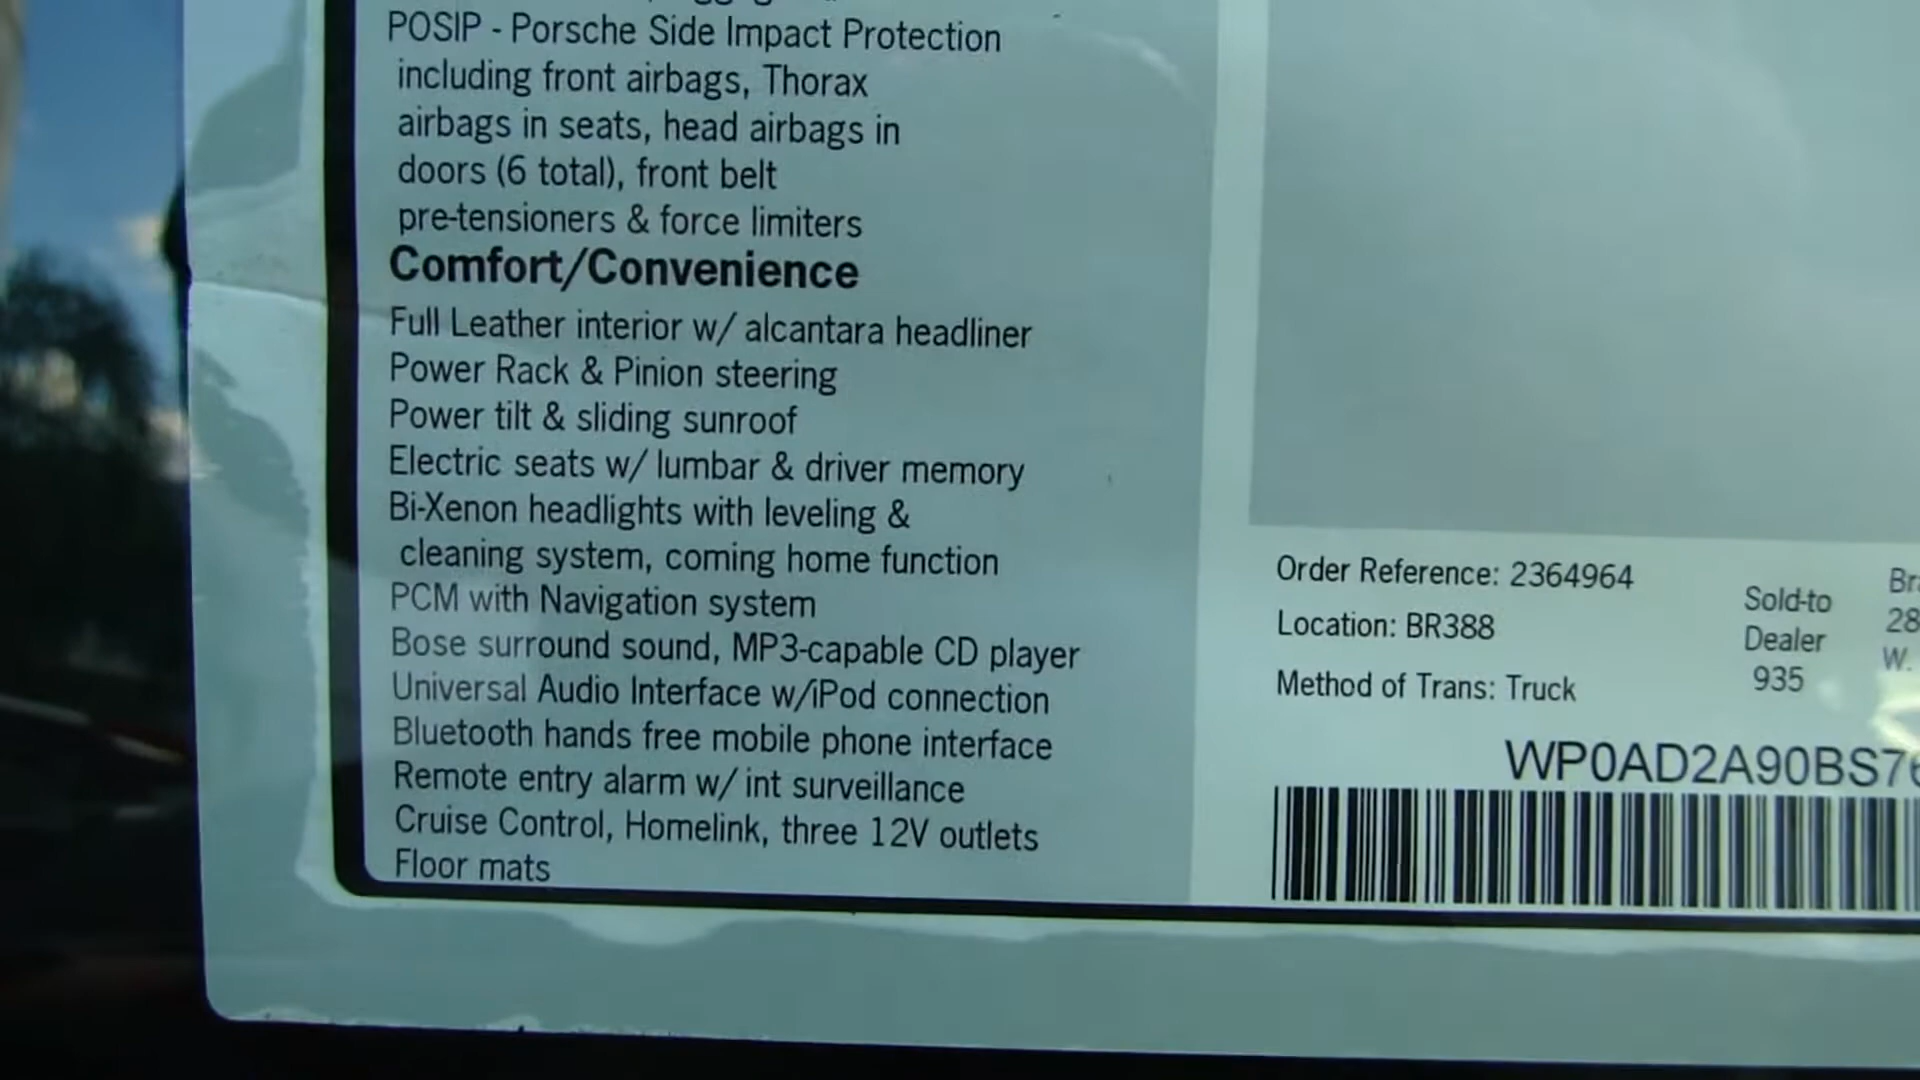 POSIP - Porsche Side Impact Protection
including front airbags, Thorax
airbags in seats, head airbags in
doors (6 total), front belt
pre-tensioners & force limiters
Comfort/Convenience
Full Leather interior w/ alcantara headliner
Power Rack & Pinion steering
Power tilt & sliding sunroof
Electric seats w/ lumbar & driver memory
Bi-Xenon headlights with leveling &
cleaning system, coming home function
PCM with Navigation system
Bose surround sound, MP3-capable CD player
Universal Audio Interface w/iPod connection
Bluetooth hands free mobile phone interface
Remote entry alarm w/ int surveillance
Cruise Control, Homelink, three 12V outlets
Floor mats
Order Reference: 2364964
Location: BR388
Method of Trans: Truck
Sold-to
Dealer
935
28
W.
WP0AD2A90BS7